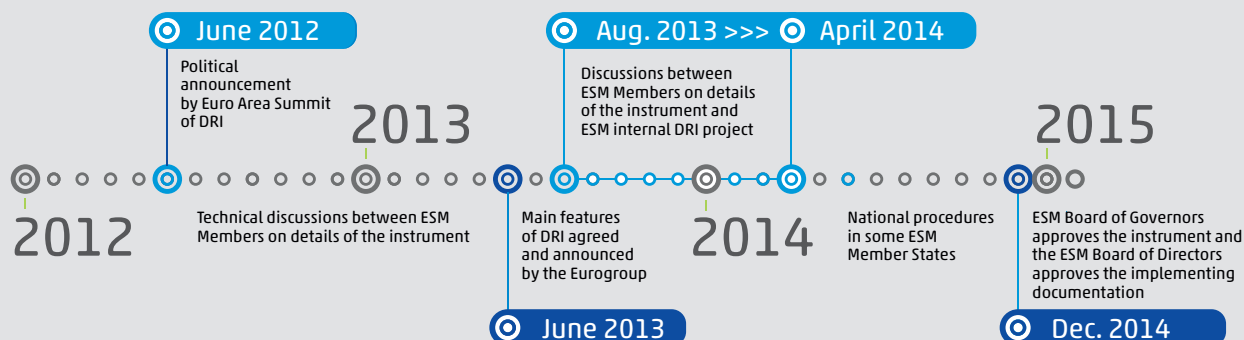 June 2012
Aug. 2013 >>>
April 2014
Political
announcement
by Euro Area Summit
of DRI
Discussions between
ESM Members on details
of the instrument and
ESM internal DRI project
2013
2015
2012
Technical discussions between ESM
Members on details of the instrument
Main features
of DRI agreed
and announced
by the Eurogroup
2014
National procedures
in some ESM
Member States
ESM Board of Governors
approves the instrument and
the ESM Board of Directors
approves the implementing
documentation
June 2013
Dec. 2014